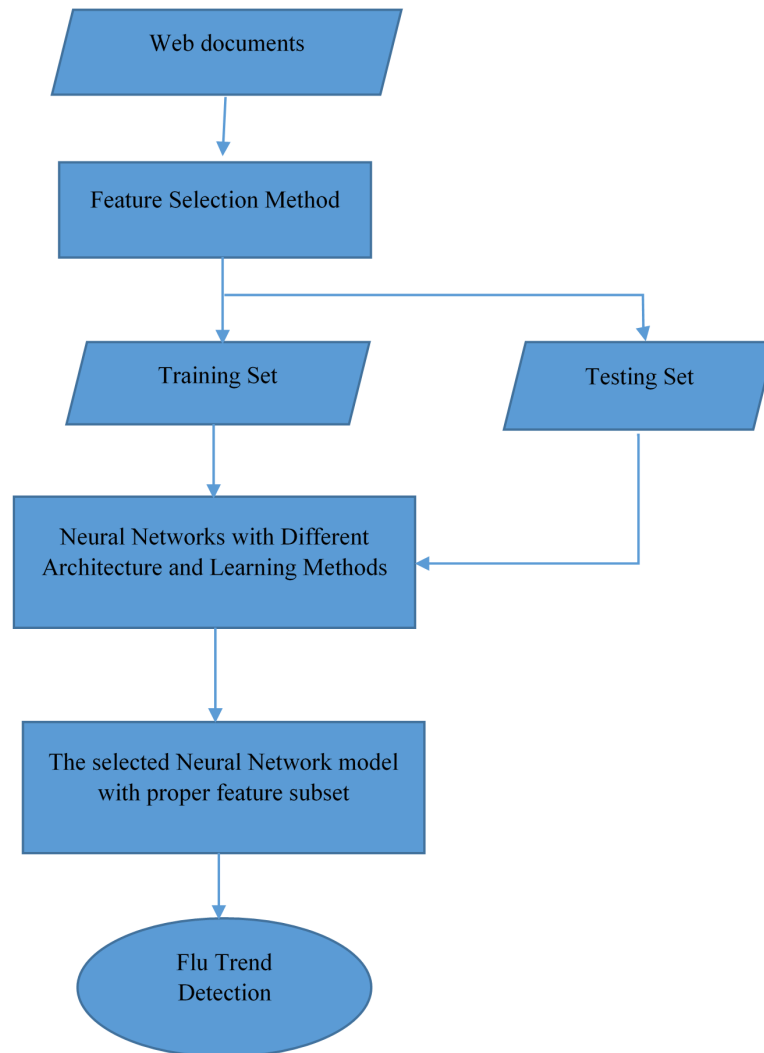 Web documents
Feature Selection Method
Training Set
Testing Set
Neural Networks with Different
Architecture and Learning Methods
The selected Neural Network model
with proper feature subset
Flu Trend
Detection